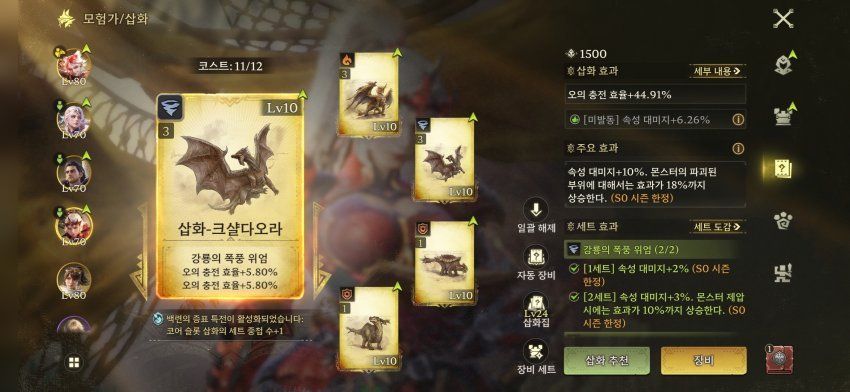 모험가/삽화
Lv80
Lv70
Lv70
Lv70
Lv80
코스트: 11/12
Lv10
3
삽화-크샬다오라
강룡의 폭풍 위엄
오의 충전 효율+5.80%
오의 충전 효율+5.80%
백련의 증표 특전이 활성화되었습니다:
코어 슬롯 삽화의 세트 중첩 수+1
3
Lv10
3
Lv10
1
Lv10
1
Lv10
일괄 해제
자동 장비
Lv24
삽화집
장비 세트
1500
삽화 효과
세부 내용
오의 충전 효율+44.91%
[미발동] 속성 대미지+6.26%
주요 효과
속성 대미지+10%. 몬스터의 파괴된
부위에 대해서는 효과가 18%까지
상승한다. (S0 시즌 한정)
세트 효과
세트 도감
강룡의 폭풍 위엄 (2/2)
[1세트] 속성 대미지+2% (S0 시즌
한정)
[2세트] 속성 대미지+3%. 몬스터 제압
시에는 효과가 10%까지 상승한다. (S0
시즌 한정)
삽화 추천
장비
1